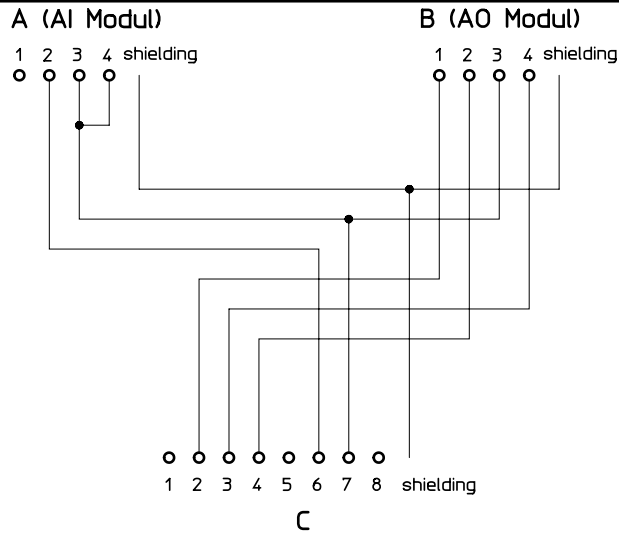 A (AI Modul)
B (AO Modul)
1 2 3 4 shielding
1 2 3 4 shielding
1 2 3 4 5 6 7 8 shielding
C